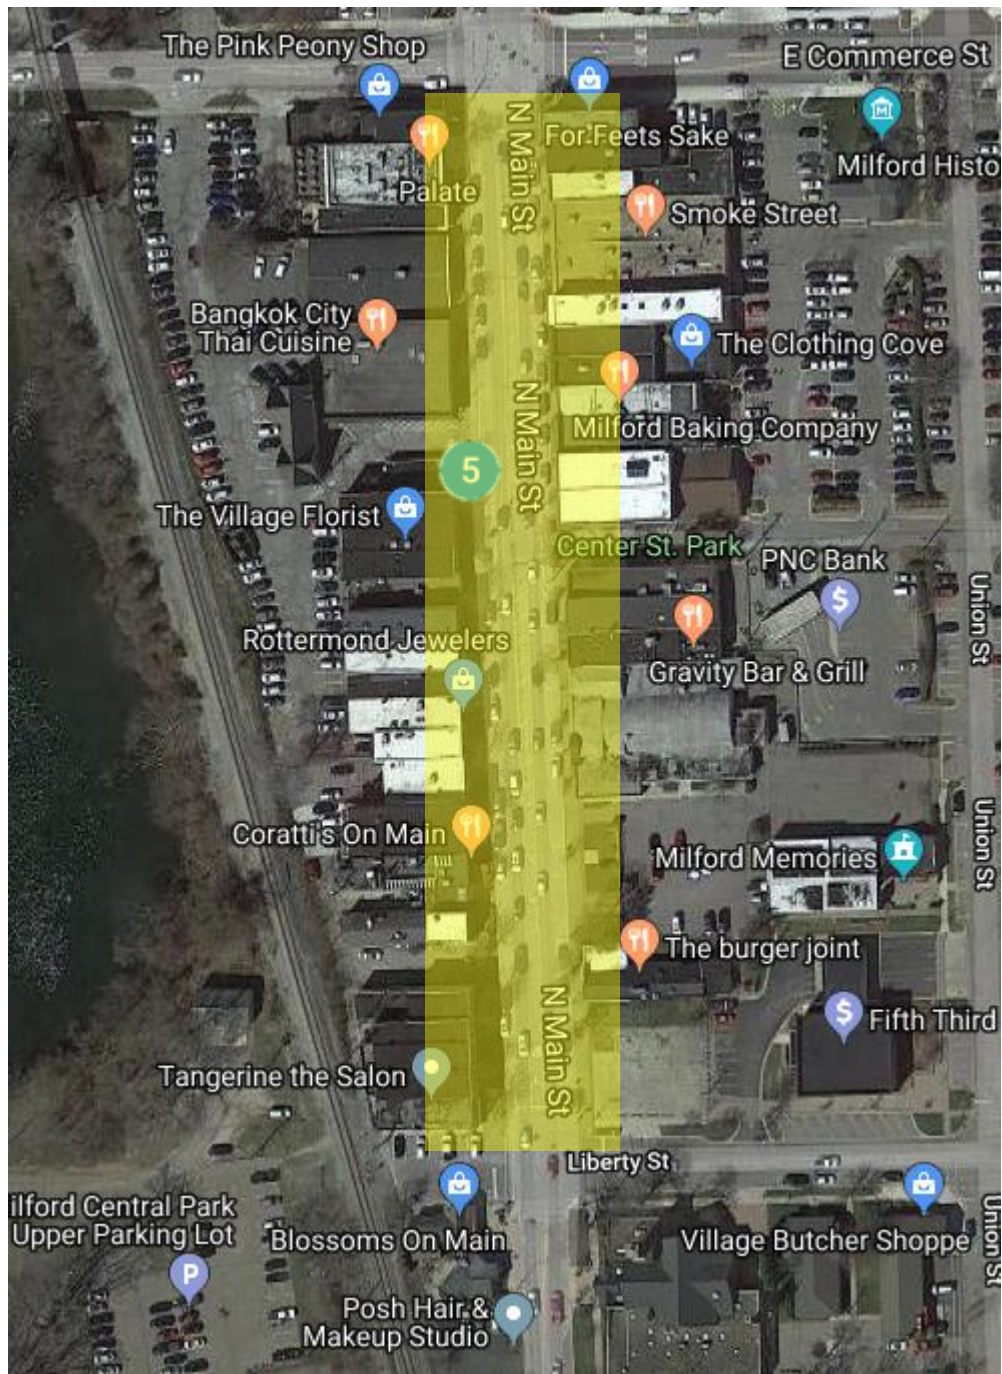 The Pink Peony Shop
E Commerce St
N Main St
For Feets Sake
Milford Histo
Palate
Smoke Street
Bangkok City
Thai Cuisine
The Clothing Cove
N Main St
Milford Baking Company
5
The Village Florist
Center St. Park
PNC Bank
$
Union St
Rottermond Jewelers
Gravity Bar & Grill
Coratti's On Main
Milford Memories
Union St
The burger joint
N Main St
$
Fifth Third
Tangerine the Salon
Liberty St
ilford Central Park
Upper Parking Lot
P
Blossoms On Main
Village Butcher Shoppe
Union St
Posh Hair &
Makeup Studio